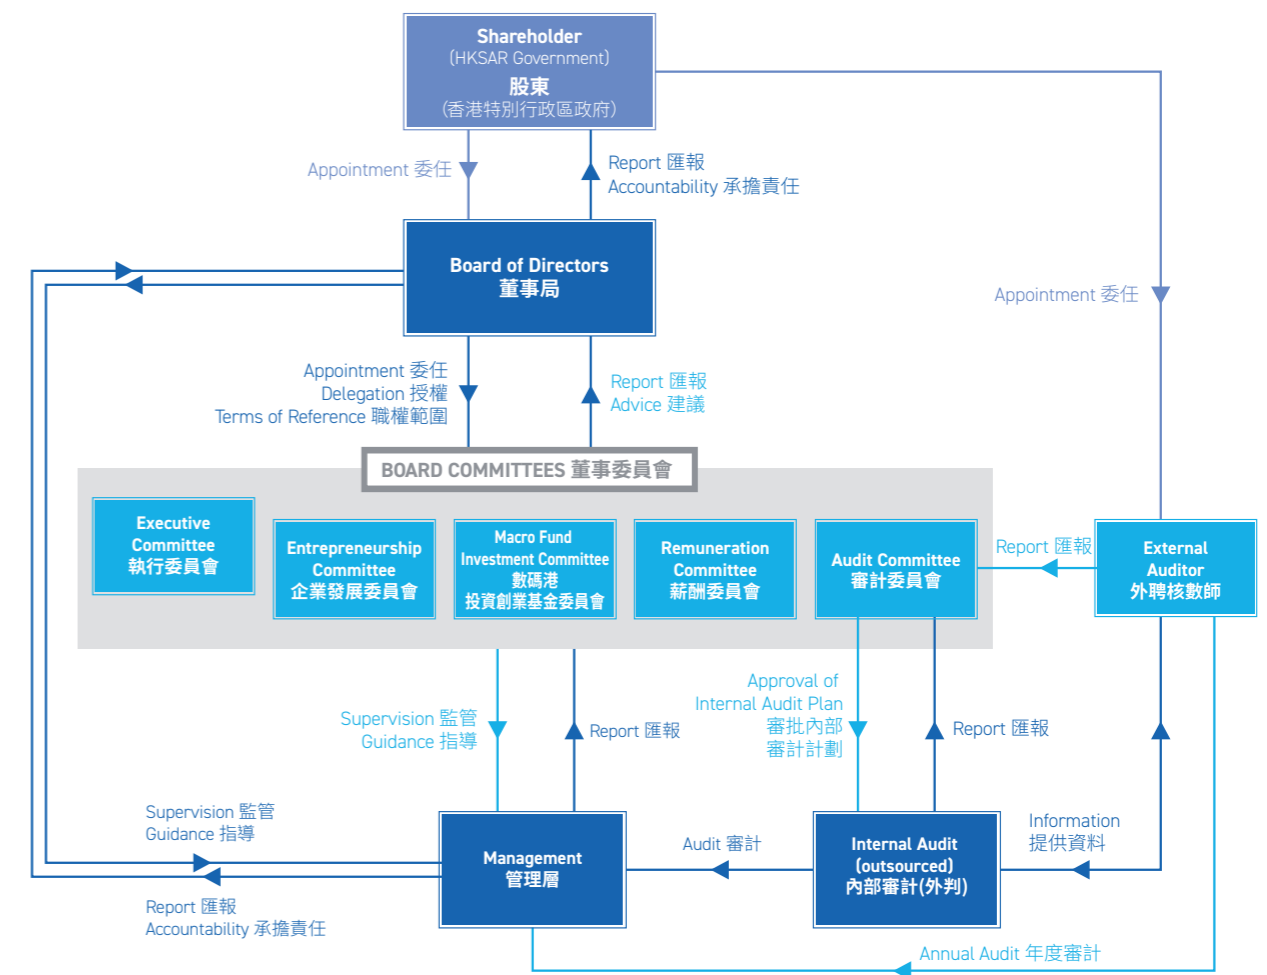 Shareholder
(HKSAR Government)
股東
(香港特別行政區政府)
Appointment 委任
Report 匯報
Accountability 承擔責任
Board of Directors
董事局
Appointment 委任
Appointment 委任
Delegation 授權
Terms of Reference 職權範圍
Report 匯報
Advice 建議
BOARD COMMITTEES 董事委員會
Executive
Committee
執行委員會
Entrepreneurship
Committee
企業發展委員會
Macro Fund
Investment Committee
數碼港
投資創業基金委員會
Remuneration
Committee
薪酬委員會
Audit Committee
審計委員會
Report 匯報
External
Auditor
外聘核數師
Supervision 監管
Guidance 指導
Report 匯報
Approval of
Internal Audit Plan
審批內部
審計計劃
Report 匯報
Supervision 監管
Guidance 指導
Management
管理層
Audit 審計
Internal Audit
(outsourced)
內部審計(外判)
Information
提供資料
Report 匯報
Accountability 承擔責任
Annual Audit 年度審計